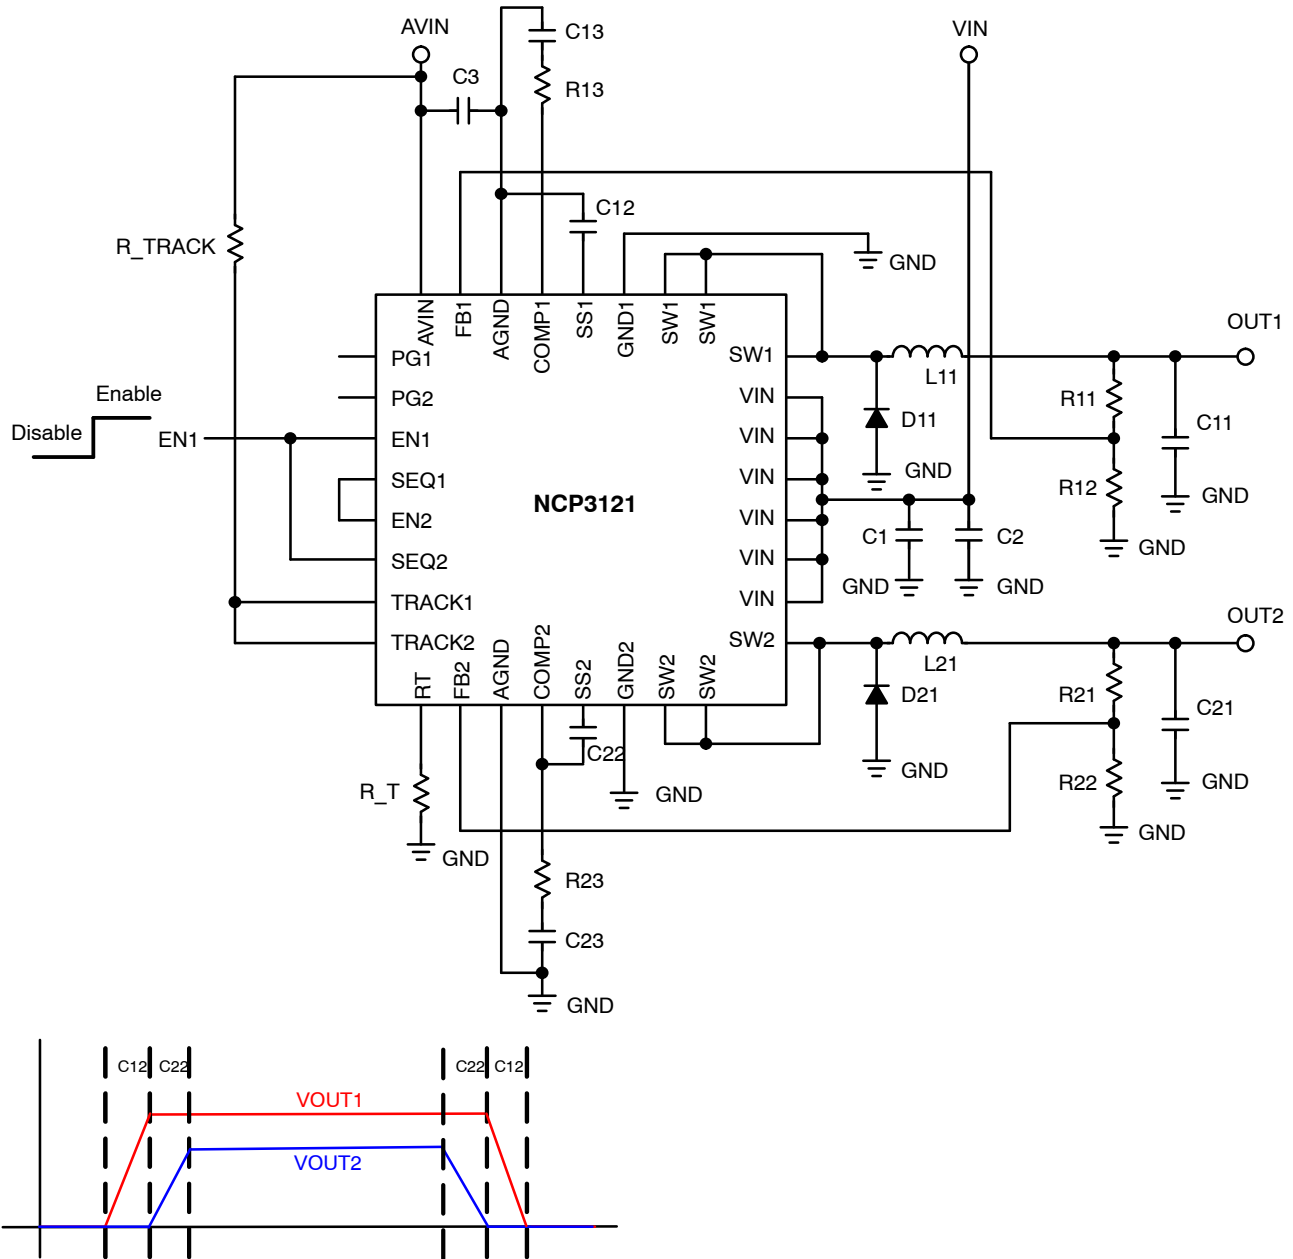 AVIN
VIN
C13
C3
R13
C12
R_TRACK
GND
AVIN
FB1
AGND
COMP1
SS1
GND1
SW1
SW1
OUT1
PG1
SW1
L11
Enable
PG2
VIN
R11
Disable
EN1
EN1
VIN
D11
C11
SEQ1
VIN
GND
R12
GND
NCP3121
EN2
VIN
C1
C2
GND
SEQ2
VIN
GND
GND
TRACK1
VIN
OUT2
TRACK2
SW2
L21
RT
FB2
AGND
COMP2
SS2
GND2
SW2
SW2
D21
R21
C21
C22
GND
R22
GND
R_T
GND
GND
GND
R23
C23
GND
C12
C22
C22
C12
VOUT1
VOUT2